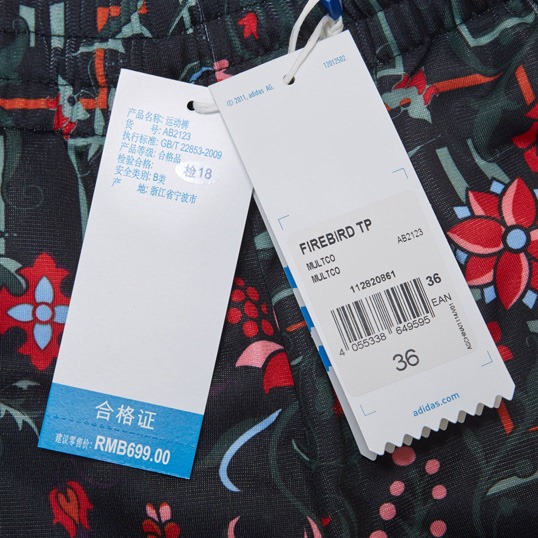 产品名称: 运动裤
货 号: AB2123
执行标准: GB/T 22853-2009
产品等级: 合格品
检验合格: 检18
安全类别: B类
产 地: 浙江省宁波市
合格证
建议零售价: RMB699.00
12012502
(C) 2011, adidas AG.
FIREBIRD TP
AB2123
MULTCO
MULTCO
112820861
36
EAN
4 055338 649595
36
adidas.com